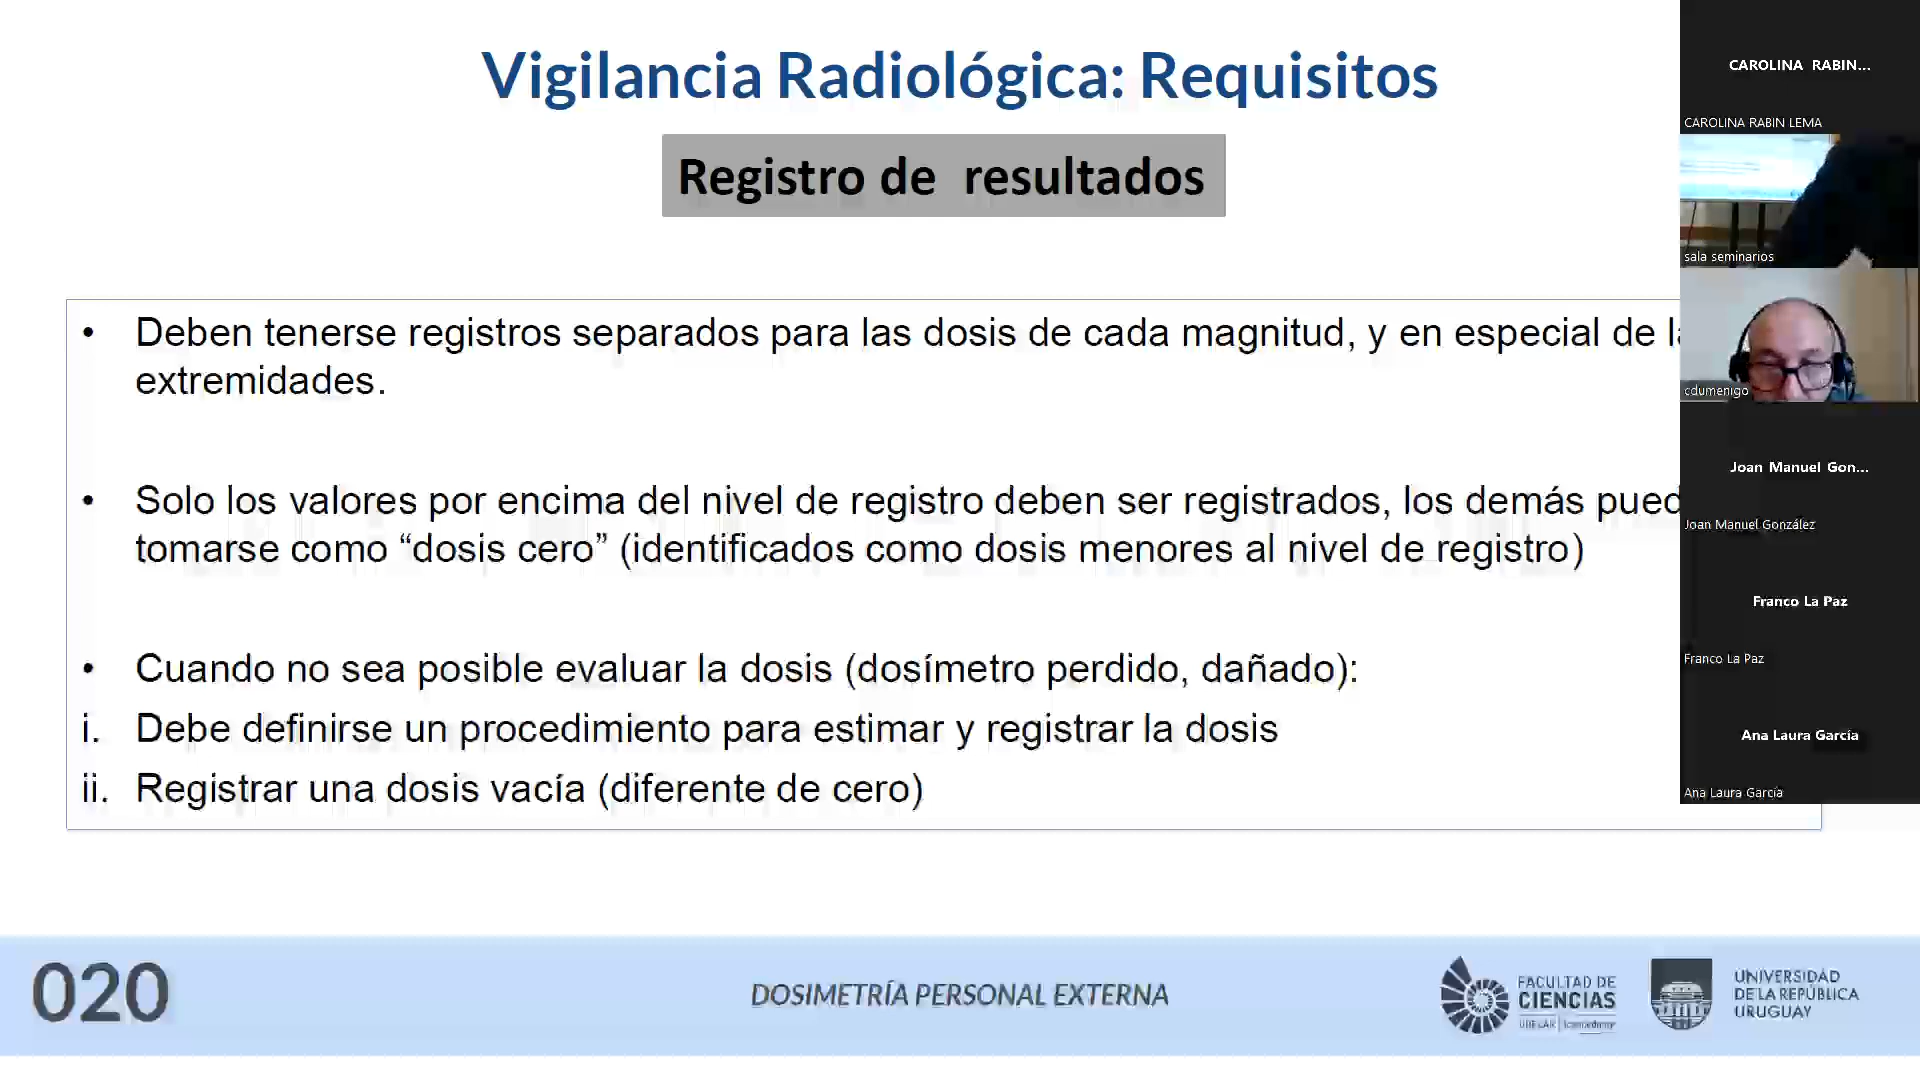 Vigilancia Radiológica: Requisitos
Registro de resultados
• Deben tenerse registros separados para las dosis de cada magnitud, y en especial de
extremidades.
• Solo los valores por encima del nivel de registro deben ser registrados, los demás
tomarse como “dosis cero” (identificados como dosis menores al nivel de registro)
• Cuando no sea posible evaluar la dosis (dosímetro perdido, dañado):
i. Debe definirse un procedimiento para estimar y registrar la dosis
ii. Registrar una dosis vacía (diferente de cero)
020
DOSIMETRÍA PERSONAL EXTERNA
FACULTAD DE
CIENCIAS
UNIVERSIDAD
DE LA REPÚBLICA
URUGUAY
CAROLINA RABIN...
CAROLINA RABIN LEMA
sala seminarios
cdumenigo
Joan Manuel Gon...
Joan Manuel González
Franco La Paz
Franco La Paz
Ana Laura García
Ana Laura García